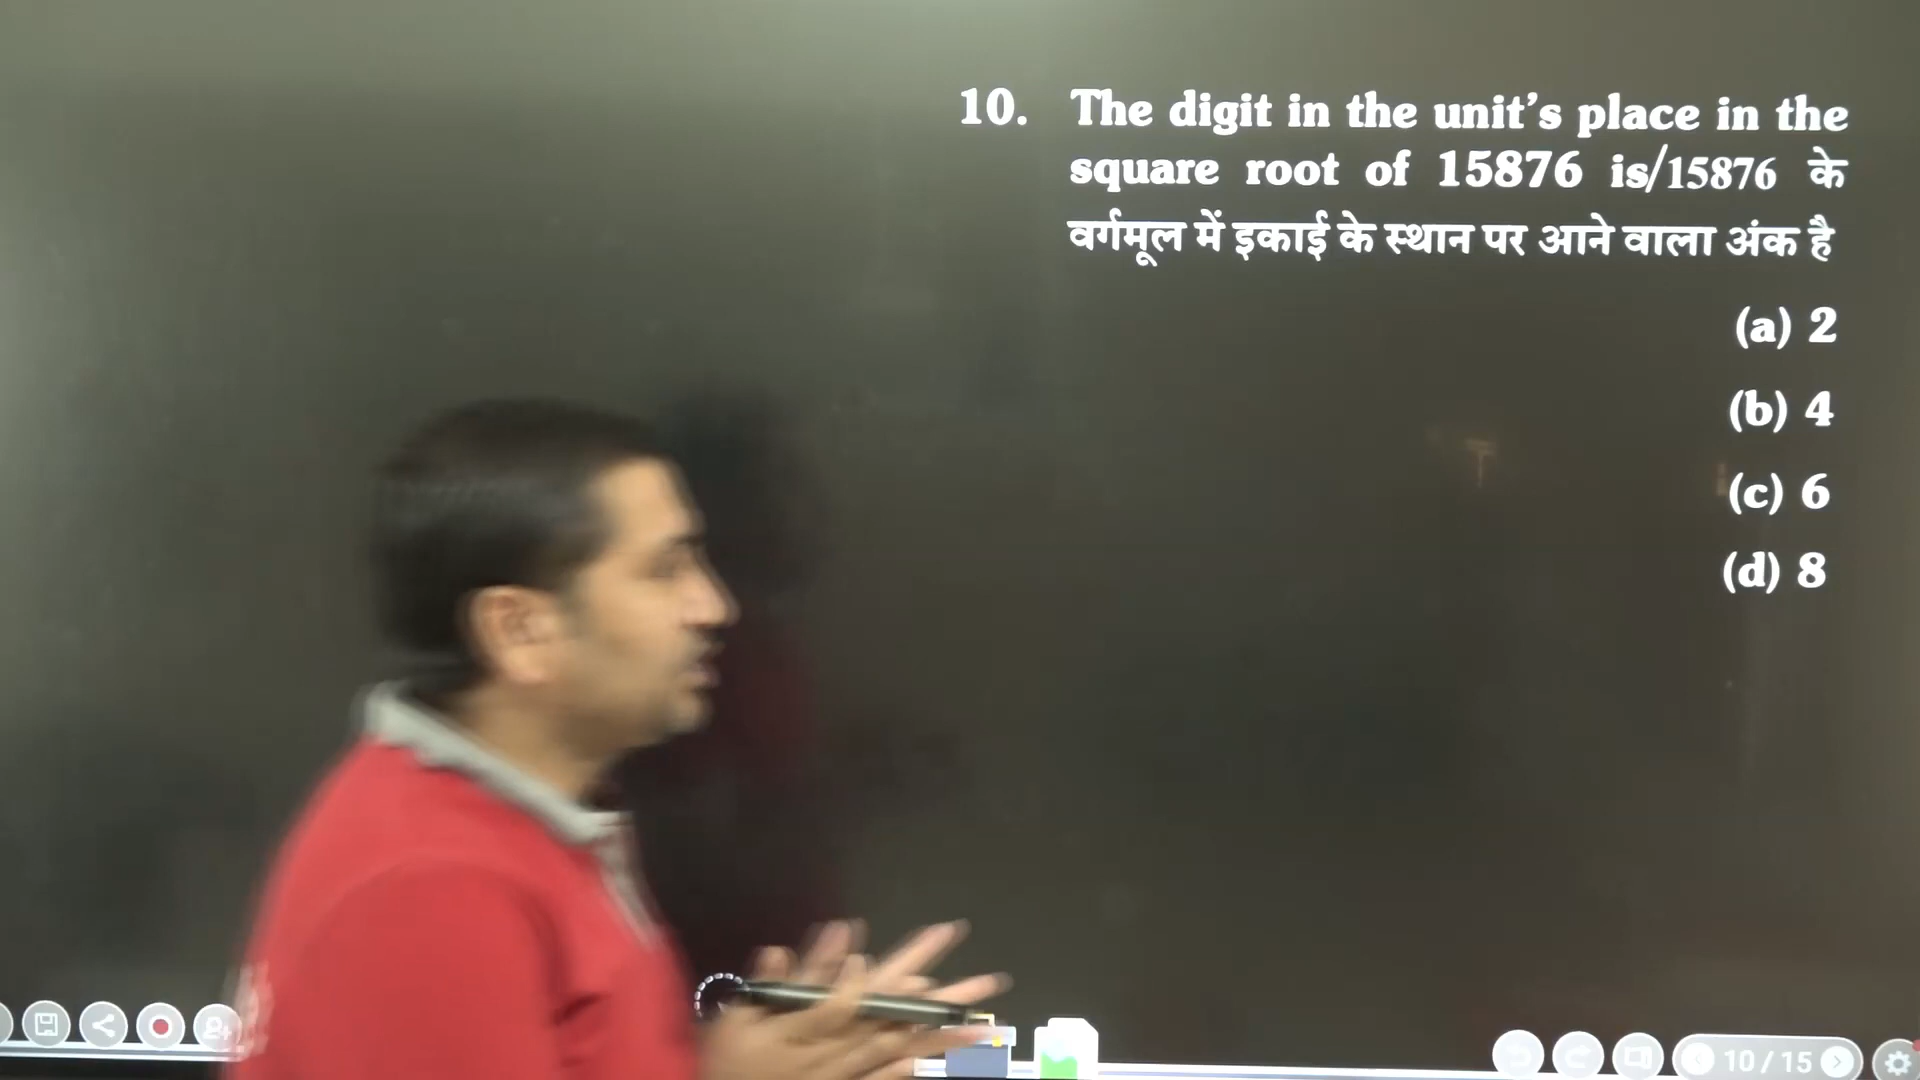 10. The digit in the unit's place in the
square root of 15876 is/15876 के
वर्गमूल में इकाई के स्थान पर आने वाला अंक है
(a) 2
(b) 4
(c) 6
(d) 8
10 / 15